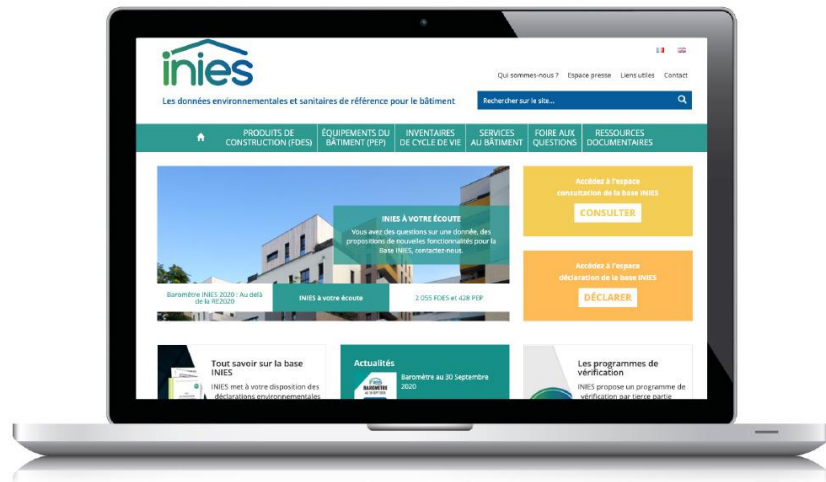 inies
Les données environnementales et sanitaires de référence pour le bâtiment
Qui sommes-nous ? Espace presse Liens utiles Contact
Rechercher sur le site...
PRODUITS DE
CONSTRUCTION (FDES)
ÉQUIPEMENTS DU
BÂTIMENT (PEP)
INVENTAIRES
DE CYCLE DE VIE
SERVICES
AU BÂTIMENT
FOIRE AUX
QUESTIONS
RESSOURCES
DOCUMENTAIRES
INIES À VOTRE ÉCOUTE
Vous avez des questions sur une donnée, des
propositions de nouvelles fonctionnalités pour la
Base INIES, contactez-nous.
Baromètre INIES 2020 : Au delà
de la RE2020
INIES à votre écoute
2 055 FDES et 428 PEP
Accédez à l'espace
consultation de la base INIES
CONSULTER
Accédez à l'espace
déclaration de la base INIES
DÉCLARER
Tout savoir sur la base
INIES
INIES met à votre disposition des
déclarations environnementales
Actualités
BAROMÈTRE
Baromètre au 30 Septembre
2020
Les programmes de
vérification
INIES propose un programme de
vérification par tierce partie